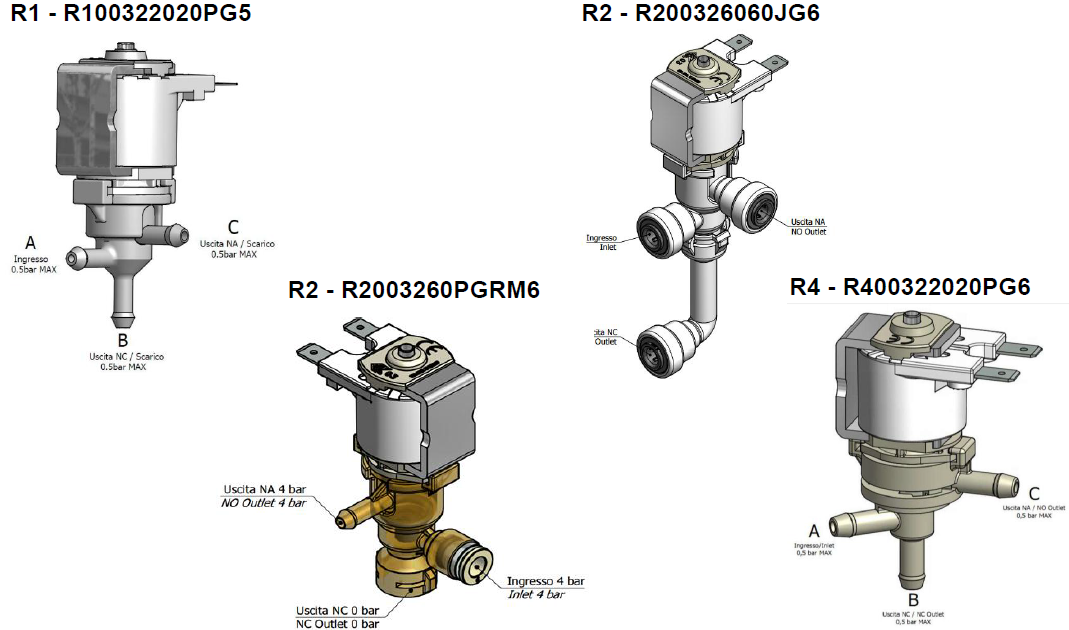 R1 - R100322020PG5
A
Ingresso
0.5bar MAX
C
Uscita NA / Scarico
0.5bar MAX
B
Uscita NC / Scarico
0.5bar MAX
R2 - R200326060JG6
Uscita NA
NO Outlet
Ingresso
Inlet
cita NC
Outlet
R2 - R2003260PGRM6
Uscita NA 4 bar
NO Outlet 4 bar
Ingresso 4 bar
Inlet 4 bar
Uscita NC 0 bar
NC Outlet 0 bar
R4 - R400322020PG6
C
Uscita NA / NO Outlet
0,5 bar MAX
A
Ingresso/Inlet
0,5 bar MAX
B
Uscita NC / NC Outlet
0,5 bar MAX